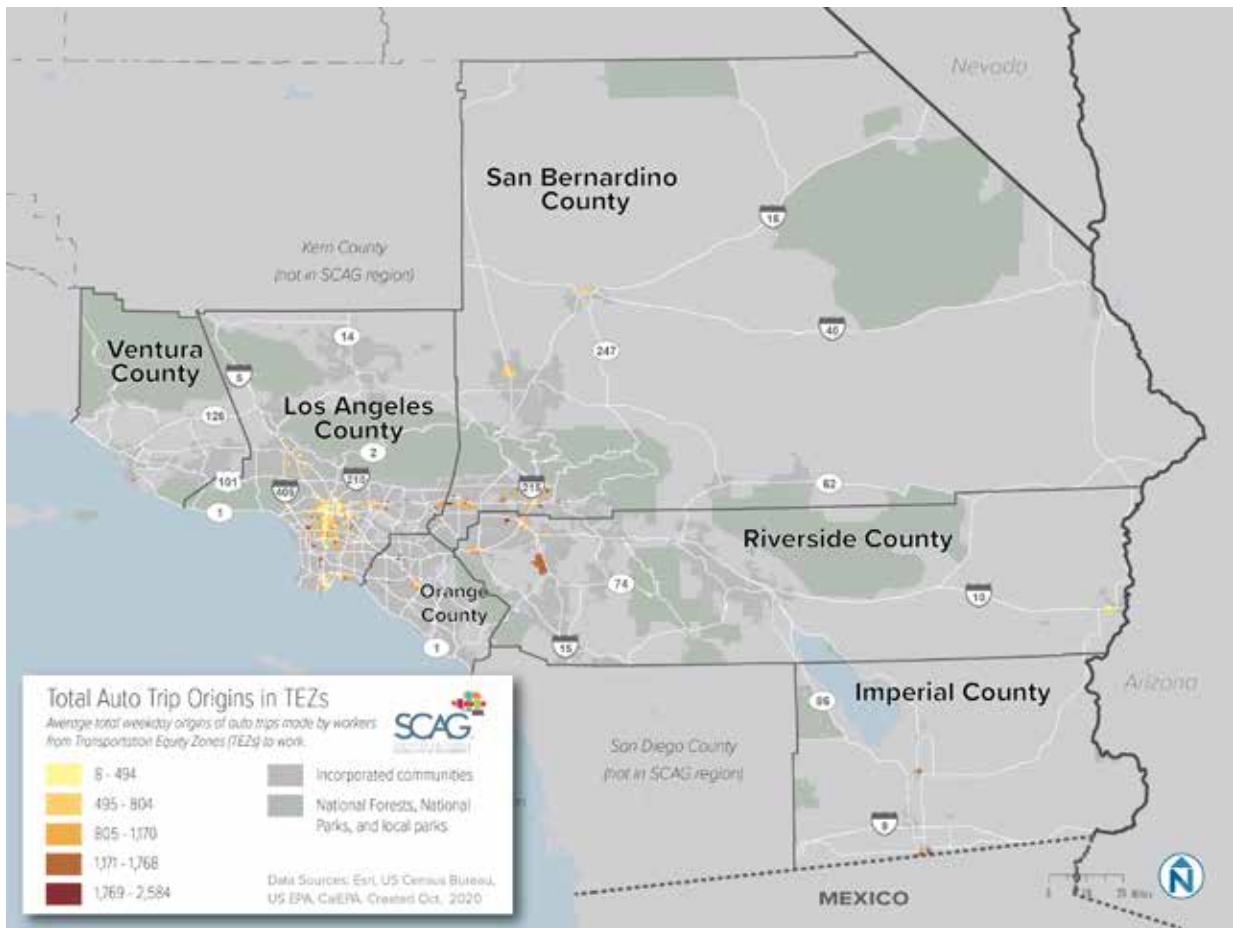 Nevada
San Bernardino
County
15
Kern County
(not in SCAG
region)
14
40
247
Ventura
County
5
Los Angeles
County
126
2
101
405
210
215
62
1
Riverside County
74
10
Orange
County
1
15
Imperial County
Arizona
86
San Diego County
(not in SCAG region)
8
MEXICO
N
0
Total Auto Trip Origins in TEZs
Average total weekday origins of auto trips made by workers
from Transportation Equity Zones (TEZs) to work.
SCAG
8 - 494
495 - 804
805 - 1,170
1,171 - 1,768
1,769 - 2,584
Incorporated communities
National Forests, National
Parks, and local parks
Data Sources: Esri, US Census Bureau,
US EPA, CalEPA. Created Oct. 2020